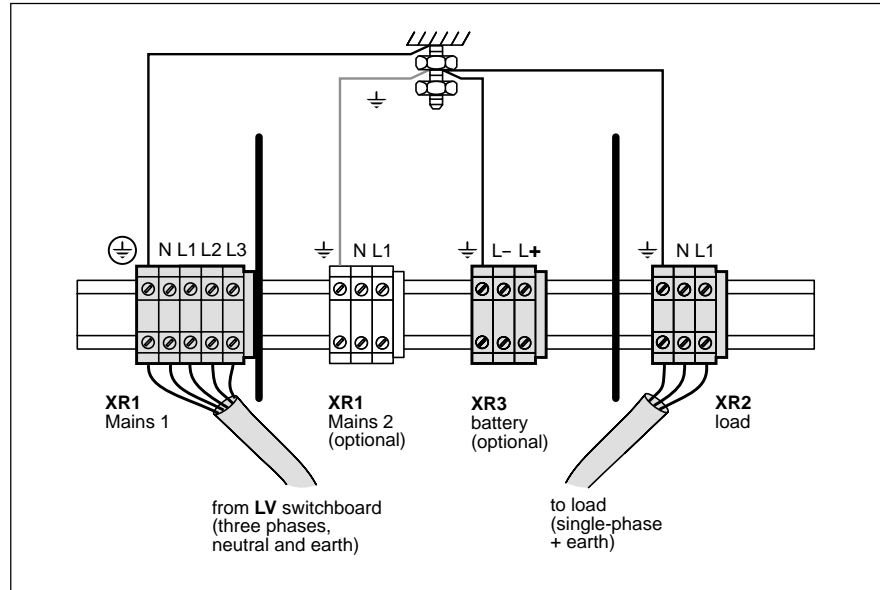 N L1 L2 L3
N L1
L– L+
N L1
XR1
Mains 1
XR1
Mains 2
(optional)
XR3
battery
(optional)
XR2
load
from LV switchboard
(three phases,
neutral and earth)
to load
(single-phase
+ earth)